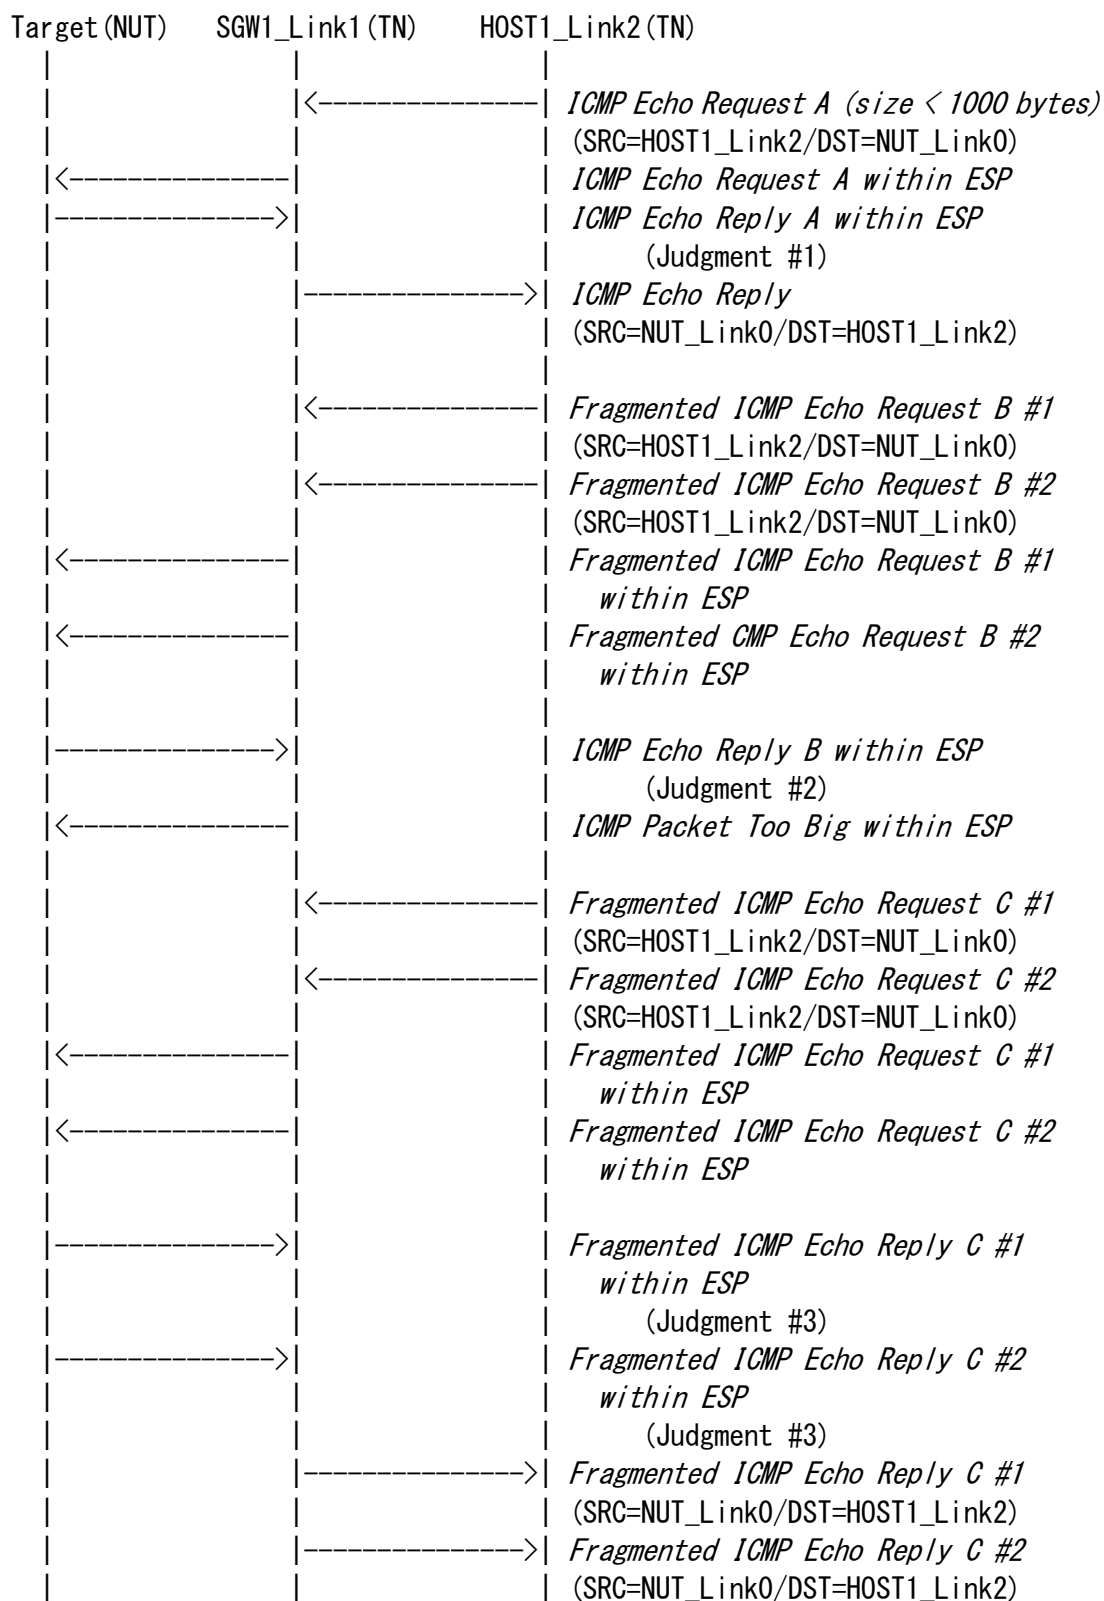 Target(NUT)   SGW1_Link1(TN)    HOST1_Link2(TN)
  |                |                |
  |                |<---------------| ICMP Echo Request A (size < 1000 bytes)
  |                |                | (SRC=HOST1_Link2/DST=NUT_Link0)
  |<---------------|                | ICMP Echo Request A within ESP
  |--------------->|                | ICMP Echo Reply A within ESP
  |                |                |      (Judgment #1)
  |                |--------------->| ICMP Echo Reply
  |                |                | (SRC=NUT_Link0/DST=HOST1_Link2)
  |                |                |
  |                |<---------------| Fragmented ICMP Echo Request B #1
  |                |                | (SRC=HOST1_Link2/DST=NUT_Link0)
  |                |<---------------| Fragmented ICMP Echo Request B #2
  |                |                | (SRC=HOST1_Link2/DST=NUT_Link0)
  |<---------------|                | Fragmented ICMP Echo Request B #1
  |                |                |   within ESP
  |<---------------|                | Fragmented CMP Echo Request B #2
  |                |                |   within ESP
  |                |                |
  |--------------->|                | ICMP Echo Reply B within ESP
  |                |                |      (Judgment #2)
  |<---------------|                | ICMP Packet Too Big within ESP
  |                |                |
  |                |<---------------| Fragmented ICMP Echo Request C #1
  |                |                | (SRC=HOST1_Link2/DST=NUT_Link0)
  |                |<---------------| Fragmented ICMP Echo Request C #2
  |                |                | (SRC=HOST1_Link2/DST=NUT_Link0)
  |<---------------|                | Fragmented ICMP Echo Request C #1
  |                |                |   within ESP
  |<---------------|                | Fragmented ICMP Echo Request C #2
  |                |                |   within ESP
  |                |                |
  |--------------->|                | Fragmented ICMP Echo Reply C #1
  |                |                |   within ESP
  |                |                |      (Judgment #3)
  |--------------->|                | Fragmented ICMP Echo Reply C #2
  |                |                |   within ESP
  |                |                |      (Judgment #3)
  |                |--------------->| Fragmented ICMP Echo Reply C #1
  |                |                | (SRC=NUT_Link0/DST=HOST1_Link2)
  |                |--------------->| Fragmented ICMP Echo Reply C #2
  |                |                | (SRC=NUT_Link0/DST=HOST1_Link2)